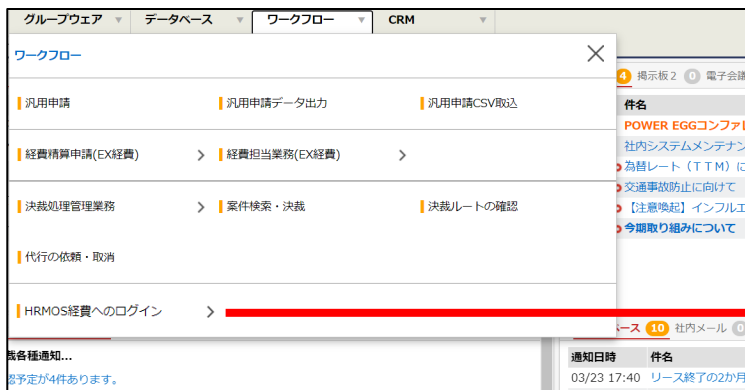 グループウェア ▼ データベース ▼ ワークフロー ▼ CRM ▼
ワークフロー
4 掲示板2 0 電子会議
汎用申請 汎用申請データ出力 汎用申請CSV取込
件名
POWER EGGコンファレ
社内システムメンテナン
経費精算申請(EX経費) 経費担当業務(EX経費)
為替レート(TTM)に
交通事故防止に向けて
決裁処理管理業務 案件検索・決裁 決裁ルートの確認
【注意喚起】インフルエ
今期取り組みについて
代行の依頼・取消
HRMOS経費へのログイン
ース 10 社内メール 0
裁各種通知...
通知日時 件名
認予定が4件あります。
03/23 17:40 リース終了の2か月